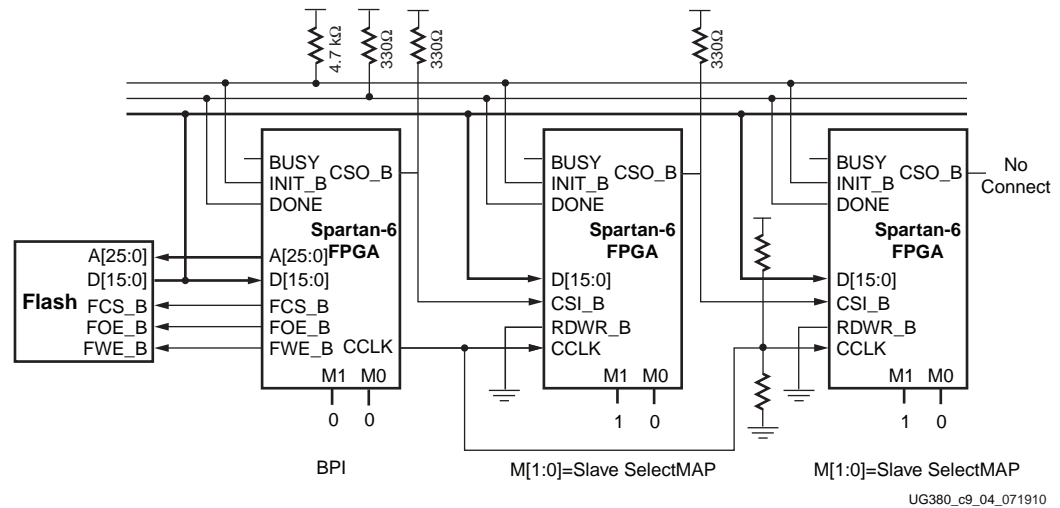 4.7 kΩ
330Ω
330Ω
330Ω
BUSY
INIT_B
DONE
CSO_B
Spartan-6
FPGA
A[25:0]
D[15:0]
FCS_B
FOE_B
FWE_B
CCLK
M1 M0
0 0
BPI
Flash
A[25:0]
D[15:0]
FCS_B
FOE_B
FWE_B
BUSY
INIT_B
DONE
CSO_B
Spartan-6
FPGA
D[15:0]
CSI_B
RDWR_B
CCLK
M1 M0
1 0
M[1:0]=Slave SelectMAP
BUSY
INIT_B
DONE
CSO_B
No
Connect
Spartan-6
FPGA
D[15:0]
CSI_B
RDWR_B
CCLK
M1 M0
1 0
M[1:0]=Slave SelectMAP
UG380_c9_04_071910